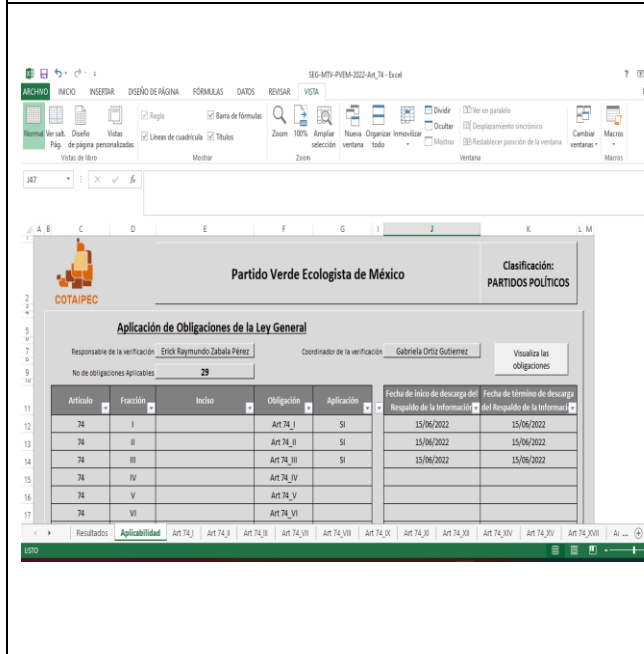 SEG-MTV-PVEM-2022-Art_74 - Excel
ARCHIVO INICIO INSERTAR DISEÑO DE PÁGINA FÓRMULAS DATOS REVISAR VISTA
Normal Ver salt. Pág. Diseño de página Vistas personalizadas
Regla Barra de fórmulas
Líneas de cuadrícula Títulos
Zoom 100% Ampliar selección Nueva ventana Organizar todo Inmovilizar
Dividir Ver en paralelo
Ocultar Desplazamiento sincrónico
Mostrar Restablecer posición de la ventana
Cambiar ventanas Macros
Vistas de libro Mostrar Zoom Ventana Macros
J47 fx
A B C D E F G I J K L M
COTAIPEC
Partido Verde Ecologista de México
Clasificación:
PARTIDOS POLÍTICOS
Aplicación de Obligaciones de la Ley General
Responsable de la verificación Erick Raymundo Zabala Pérez Coordinador de la verificación Gabriela Ortiz Gutierrez
Visualiza las obligaciones
No de obligaciones Aplicables 29
Artículo Fracción Inciso Obligación Aplicación Fecha de inico de descarga del Respaldo de la Información Fecha de término de descarga del Respaldo de la Informaci
12 74 I Art 74_I SI 15/06/2022 15/06/2022
13 74 II Art 74_II SI 15/06/2022 15/06/2022
14 74 III Art 74_III SI 15/06/2022 15/06/2022
15 74 IV Art 74_IV
16 74 V Art 74_V
17 74 VI Art 74_VI
Resultados Aplicabilidad Art 74_I Art 74_II Art 74_III Art 74_VII Art 74_VIII Art 74_IX Art 74_XI Art 74_XII Art 74_XIV Art 74_XV Art 74_XVII Ai ...
LISTO